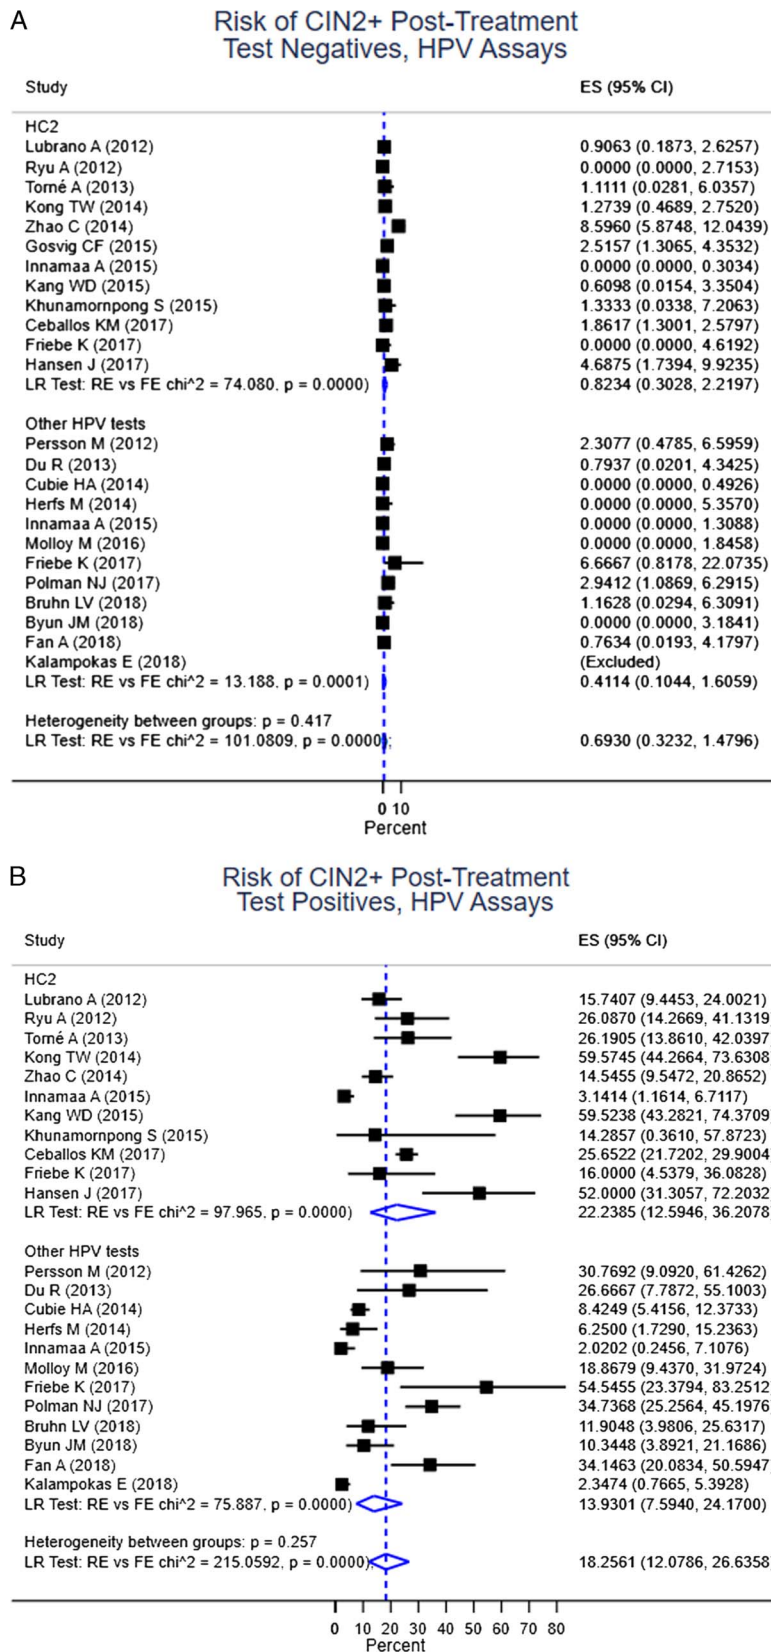 A
Risk of CIN2+ Post-Treatment
Test Negatives, HPV Assays
Study ES (95% CI)
HC2
Lubrano A (2012) 0.9063 (0.1873, 2.6257)
Ryu A (2012) 0.0000 (0.0000, 2.7153)
Torné A (2013) 1.1111 (0.0281, 6.0357)
Kong TW (2014) 1.2739 (0.4689, 2.7520)
Zhao C (2014) 8.5960 (5.8748, 12.0439)
Gosvig CF (2015) 2.5157 (1.3065, 4.3532)
Innamaa A (2015) 0.0000 (0.0000, 0.3034)
Kang WD (2015) 0.6098 (0.0154, 3.3504)
Khunamornpong S (2015) 1.3333 (0.0338, 7.2063)
Ceballos KM (2017) 1.8617 (1.3001, 2.5797)
Friebe K (2017) 0.0000 (0.0000, 4.6192)
Hansen J (2017) 4.6875 (1.7394, 9.9235)
LR Test: RE vs FE chi^2 = 74.080, p = 0.0000) 0.8234 (0.3028, 2.2197)
Other HPV tests
Persson M (2012) 2.3077 (0.4785, 6.5959)
Du R (2013) 0.7937 (0.0201, 4.3425)
Cubie HA (2014) 0.0000 (0.0000, 0.4926)
Herfs M (2014) 0.0000 (0.0000, 5.3570)
Innamaa A (2015) 0.0000 (0.0000, 1.3088)
Molloy M (2016) 0.0000 (0.0000, 1.8458)
Friebe K (2017) 6.6667 (0.8178, 22.0735)
Polman NJ (2017) 2.9412 (1.0869, 6.2915)
Bruhn LV (2018) 1.1628 (0.0294, 6.3091)
Byun JM (2018) 0.0000 (0.0000, 3.1841)
Fan A (2018) 0.7634 (0.0193, 4.1797)
Kalampokas E (2018) (Excluded)
LR Test: RE vs FE chi^2 = 13.188, p = 0.0001) 0.4114 (0.1044, 1.6059)
Heterogeneity between groups: p = 0.417
LR Test: RE vs FE chi^2 = 101.0809, p = 0.0000); 0.6930 (0.3232, 1.4796)
0 10
Percent
B
Risk of CIN2+ Post-Treatment
Test Positives, HPV Assays
Study ES (95% CI)
HC2
Lubrano A (2012) 15.7407 (9.4453, 24.0021)
Ryu A (2012) 26.0870 (14.2669, 41.1319
Torné A (2013) 26.1905 (13.8610, 42.0397)
Kong TW (2014) 59.5745 (44.2664, 73.6308
Zhao C (2014) 14.5455 (9.5472, 20.8652)
Innamaa A (2015) 3.1414 (1.1614, 6.7117)
Kang WD (2015) 59.5238 (43.2821, 74.3709
Khunamornpong S (2015) 14.2857 (0.3610, 57.8723)
Ceballos KM (2017) 25.6522 (21.7202, 29.9004
Friebe K (2017) 16.0000 (4.5379, 36.0828)
Hansen J (2017) 52.0000 (31.3057, 72.2032
LR Test: RE vs FE chi^2 = 97.965, p = 0.0000) 22.2385 (12.5946, 36.2078
Other HPV tests
Persson M (2012) 30.7692 (9.0920, 61.4262)
Du R (2013) 26.6667 (7.7872, 55.1003)
Cubie HA (2014) 8.4249 (5.4156, 12.3733)
Herfs M (2014) 6.2500 (1.7290, 15.2363)
Innamaa A (2015) 2.0202 (0.2456, 7.1076)
Molloy M (2016) 18.8679 (9.4370, 31.9724)
Friebe K (2017) 54.5455 (23.3794, 83.2512
Polman NJ (2017) 34.7368 (25.2564, 45.1976
Bruhn LV (2018) 11.9048 (3.9806, 25.6317)
Byun JM (2018) 10.3448 (3.8921, 21.1686)
Fan A (2018) 34.1463 (20.0834, 50.5947
Kalampokas E (2018) 2.3474 (0.7665, 5.3928)
LR Test: RE vs FE chi^2 = 75.887, p = 0.0000) 13.9301 (7.5940, 24.1700)
Heterogeneity between groups: p = 0.257
LR Test: RE vs FE chi^2 = 215.0592, p = 0.0000); 18.2561 (12.0786, 26.6358
0 10 20 30 40 50 60 70 80
Percent